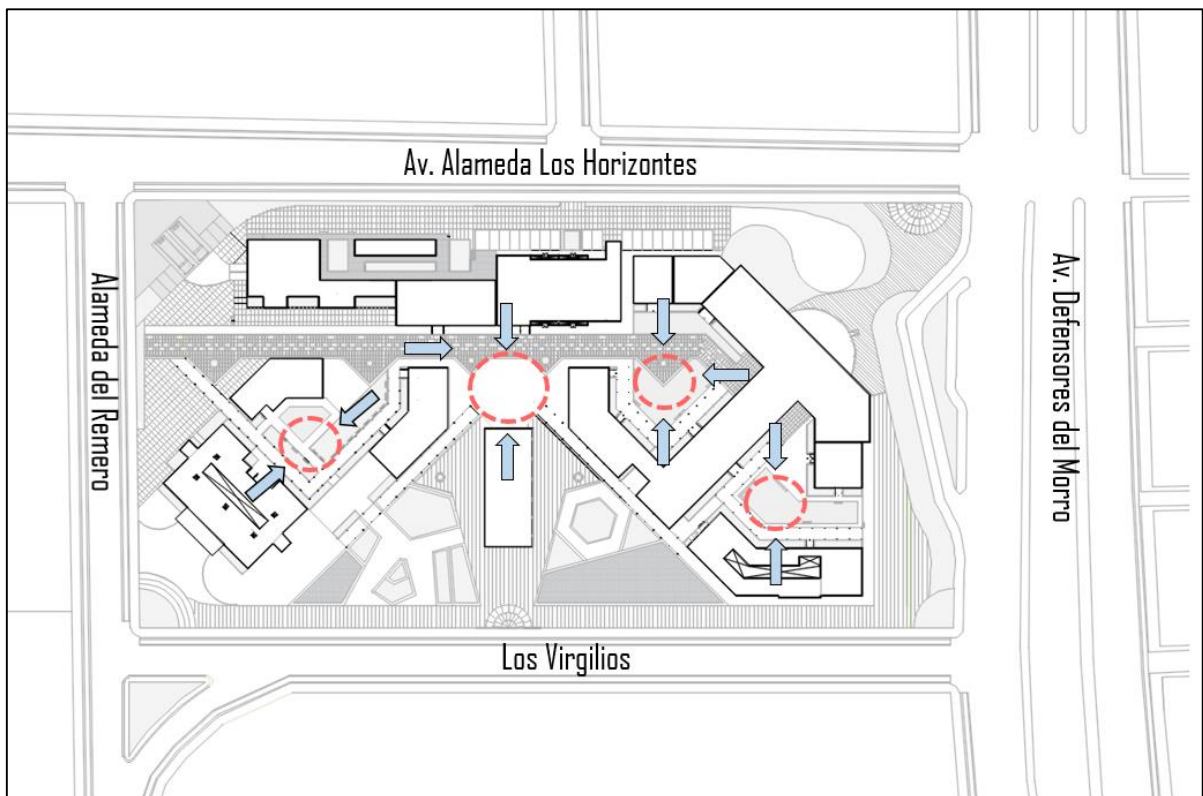 Av. Alameda Los Horizontes
Alameda del Remero
Av. Defensores del Morro
Los Virgilios